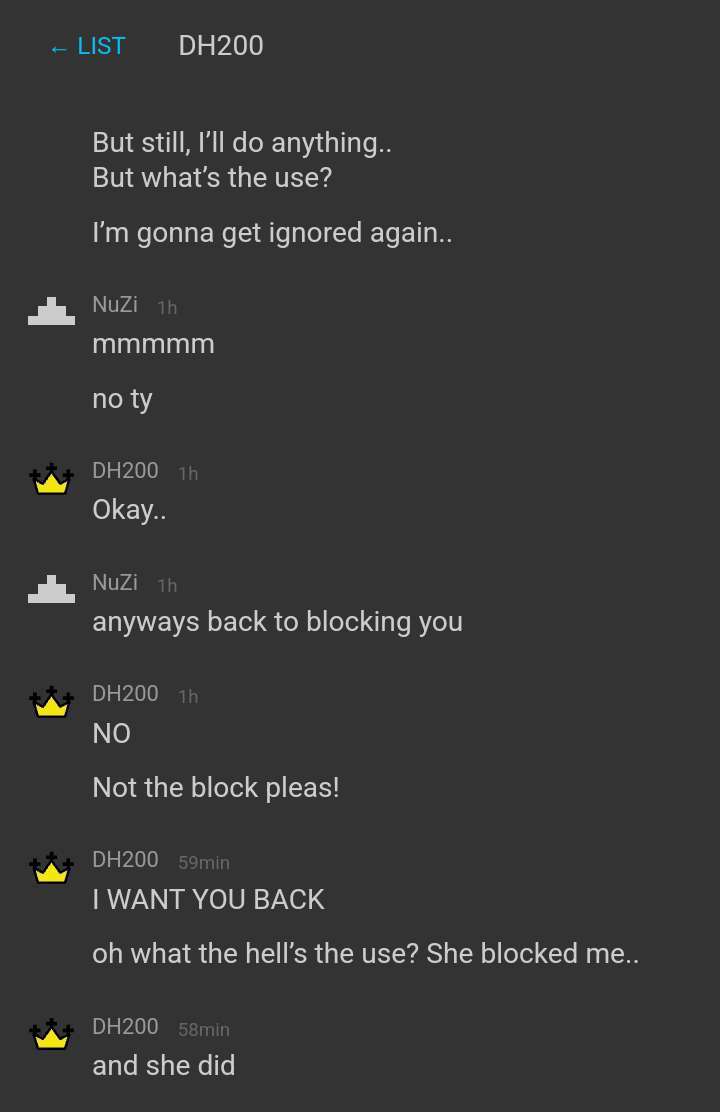 ← LIST DH200
But still, I’ll do anything..
But what’s the use?
I’m gonna get ignored again..
NuZi 1h
mmmmm
no ty
DH200 1h
Okay..
NuZi 1h
anyways back to blocking you
DH200 1h
NO
Not the block pleas!
DH200 59min
I WANT YOU BACK
oh what the hell’s the use? She blocked me..
DH200 58min
and she did